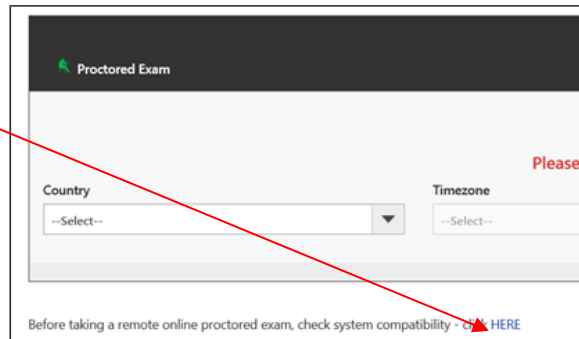 Proctored Exam
Please
Country
Timezone
--Select--
--Select--
Before taking a remote online proctored exam, check system compatibility - click HERE